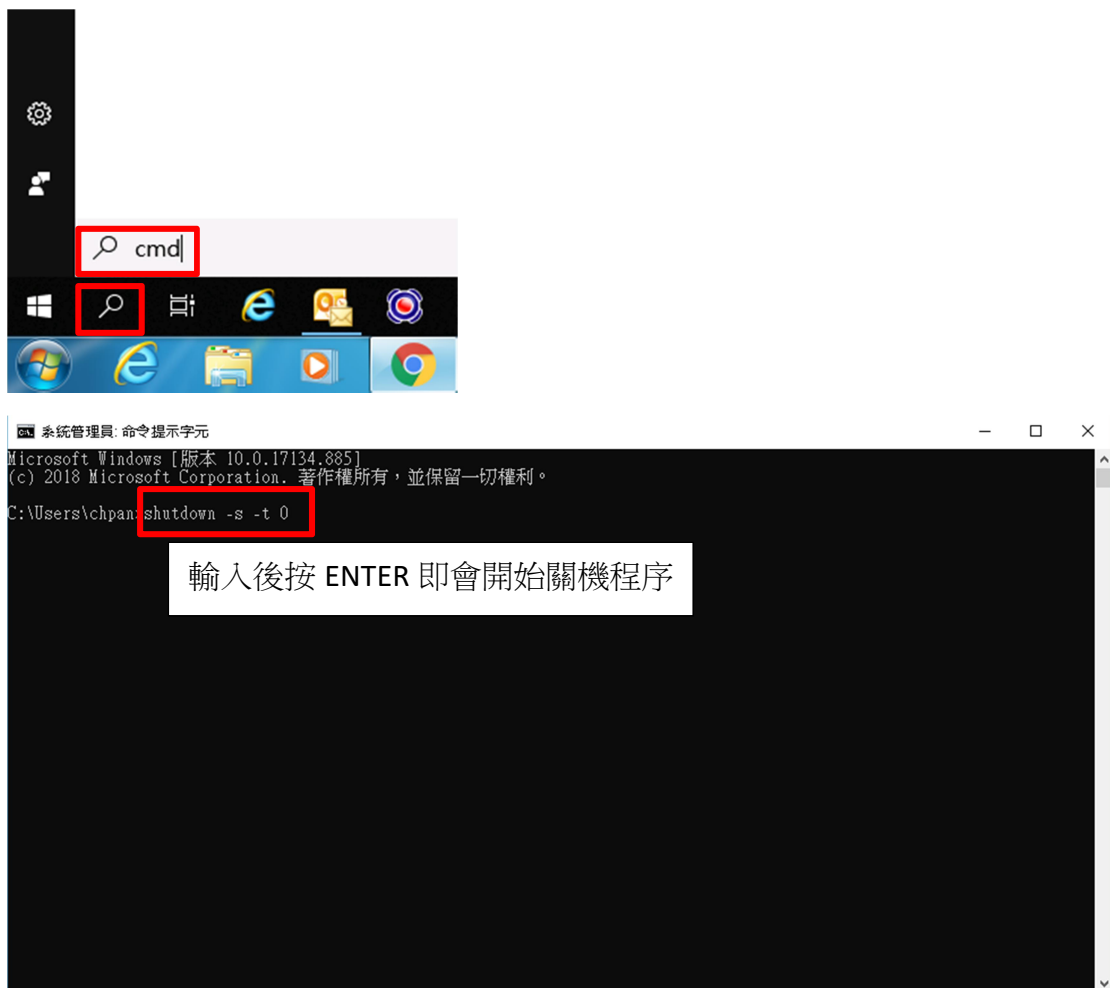 cmd
系統管理員: 命令提示字元
Microsoft Windows [版本 10.0.17134.885]
(c) 2018 Microsoft Corporation. 著作權所有，並保留一切權利。
C:\Users\chpan>shutdown -s -t 0
輸入後按 ENTER 即會開始關機程序